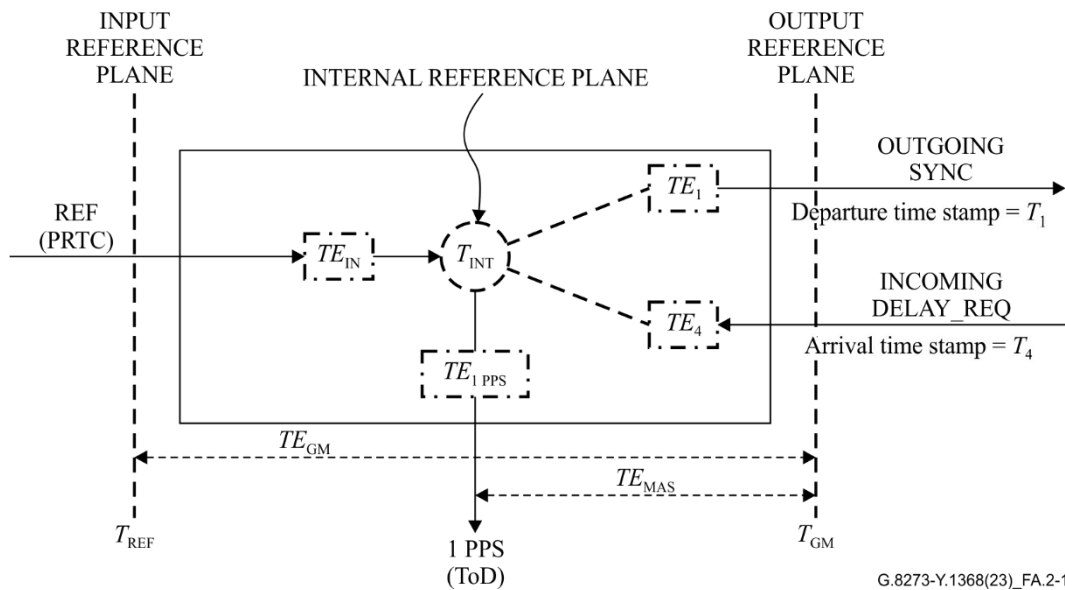 INPUT
REFERENCE
PLANE
OUTPUT
REFERENCE
PLANE
INTERNAL REFERENCE PLANE
OUTGOING
SYNC
TE1
Departure time stamp = T1
REF
(PRTC)
TEIN
TINT
INCOMING
DELAY_REQ
TE4
Arrival time stamp = T4
TE1 PPS
TEGM
TEMAS
TREF
1 PPS
(ToD)
TGM
G.8273-Y.1368(23)_FA.2-1